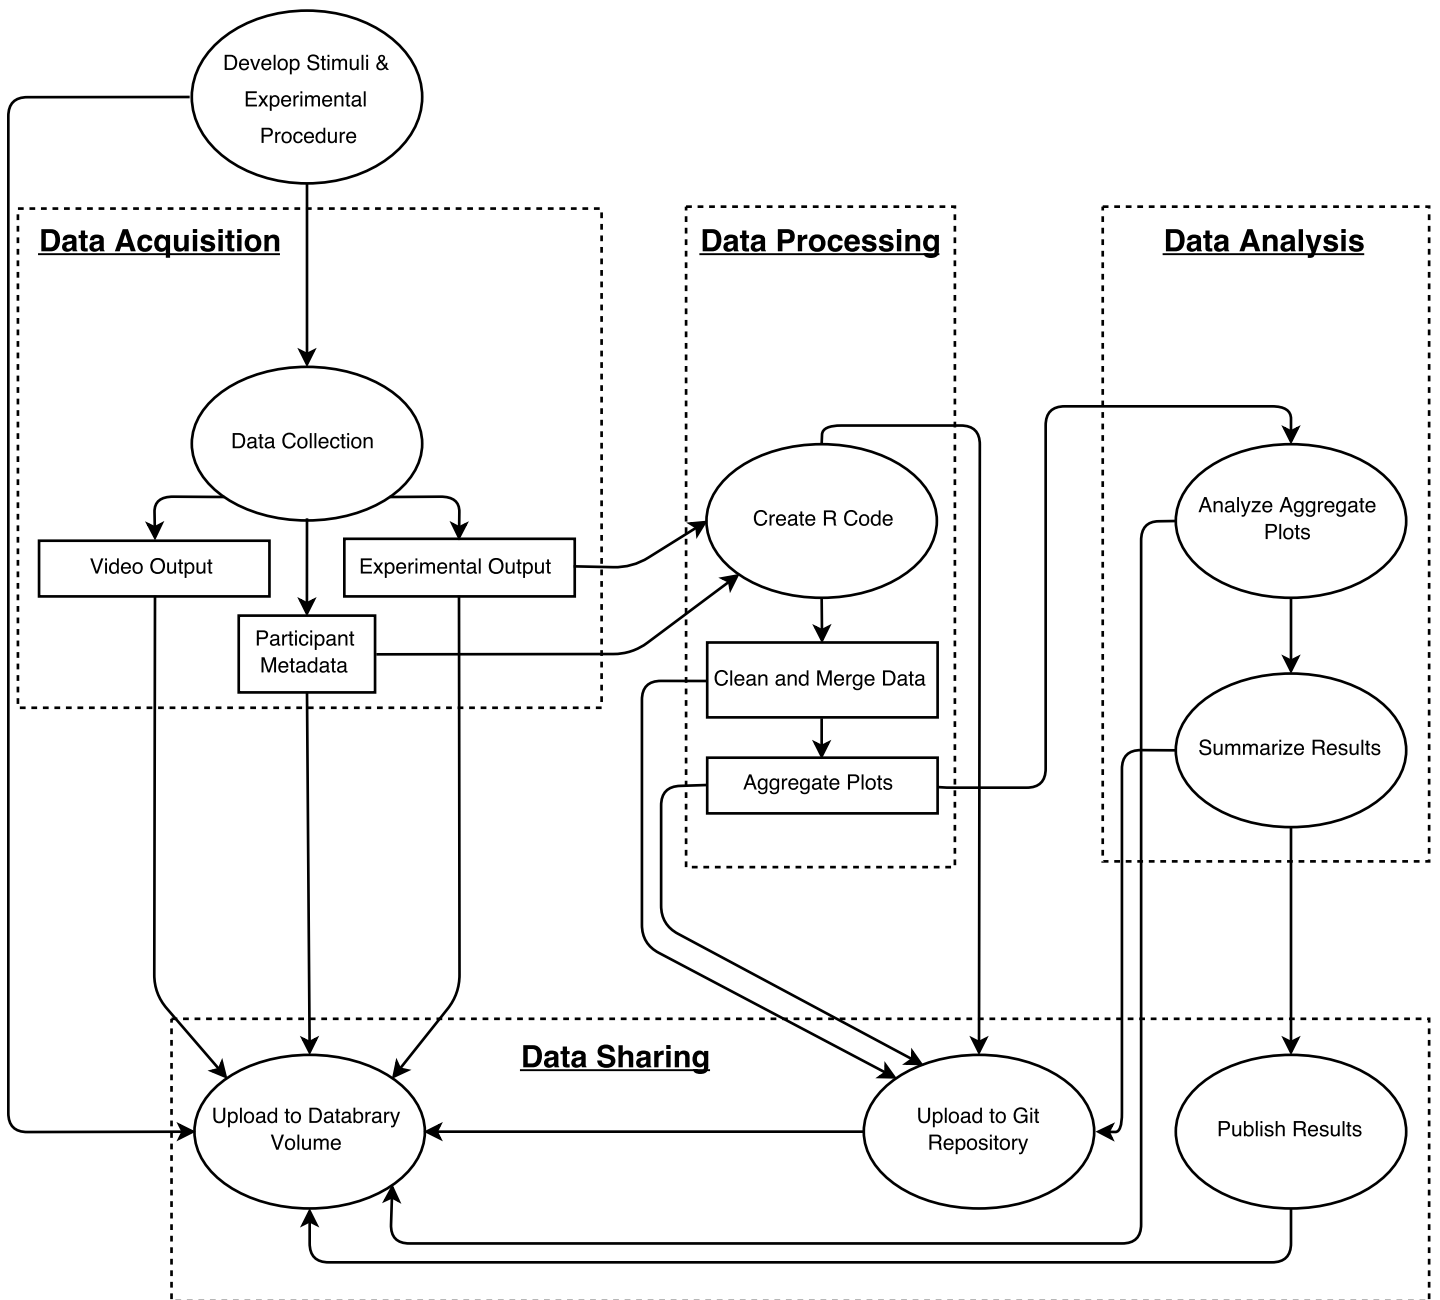 Develop Stimuli &
Experimental
Procedure
Data Acquisition
Data Collection
Video Output
Experimental Output
Participant
Metadata
Data Processing
Create R Code
Clean and Merge Data
Aggregate Plots
Data Analysis
Analyze Aggregate
Plots
Summarize Results
Data Sharing
Upload to Databrary
Volume
Upload to Git
Repository
Publish Results